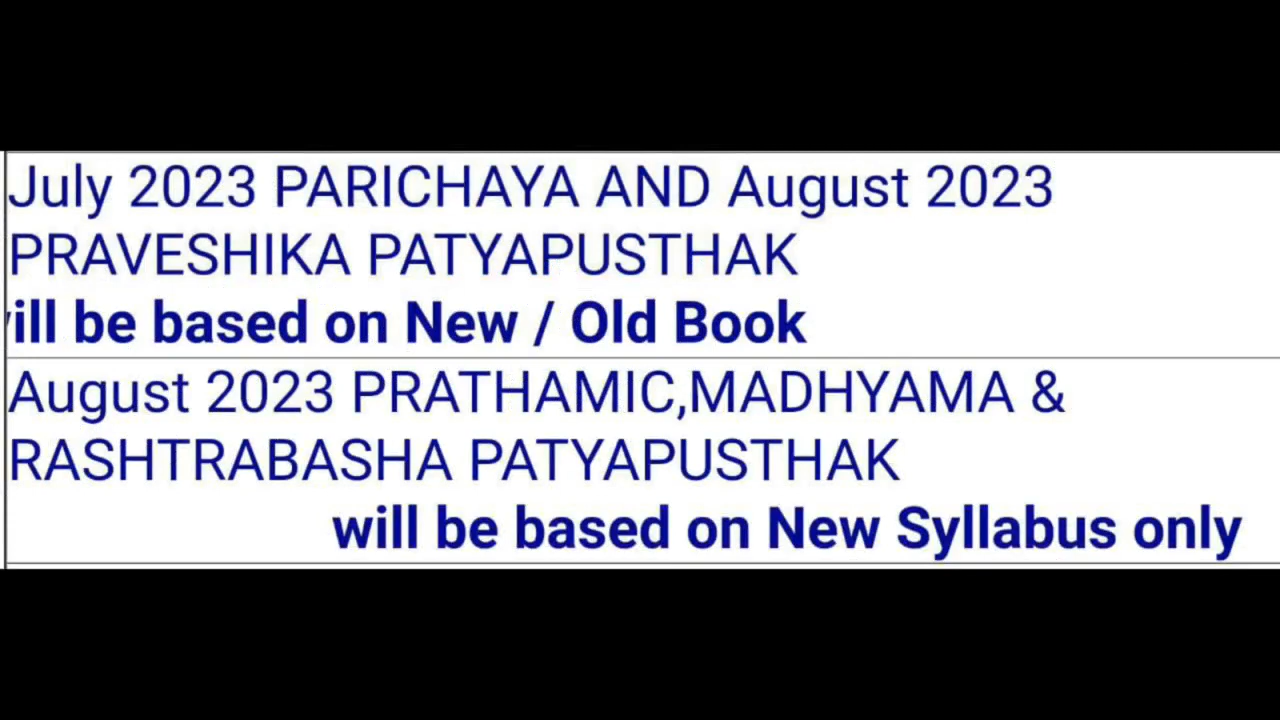 July 2023 PARICHAYA AND August 2023
PRAVESHIKA PATYAPUSTHAK
will be based on New / Old Book
August 2023 PRATHAMIC,MADHYAMA &
RASHTRABASHA PATYAPUSTHAK
will be based on New Syllabus only